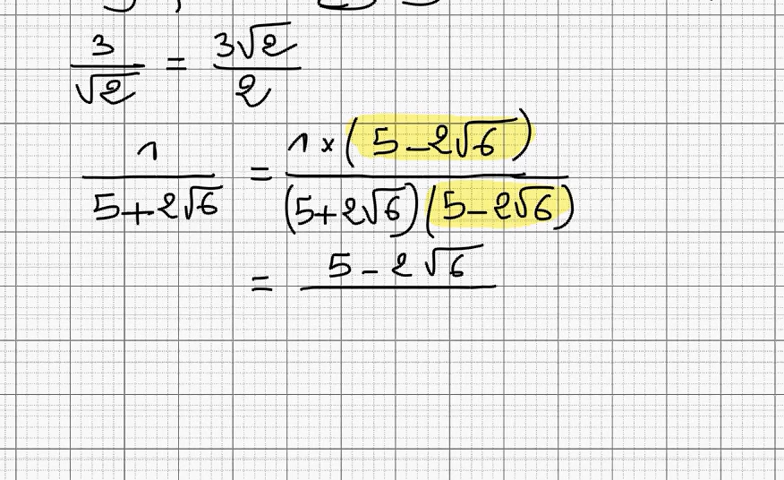 3/√2 = 3√2/2
1/(5+2√6) = 1×(5-2√6)/(5+2√6)(5-2√6)
= 5-2√6